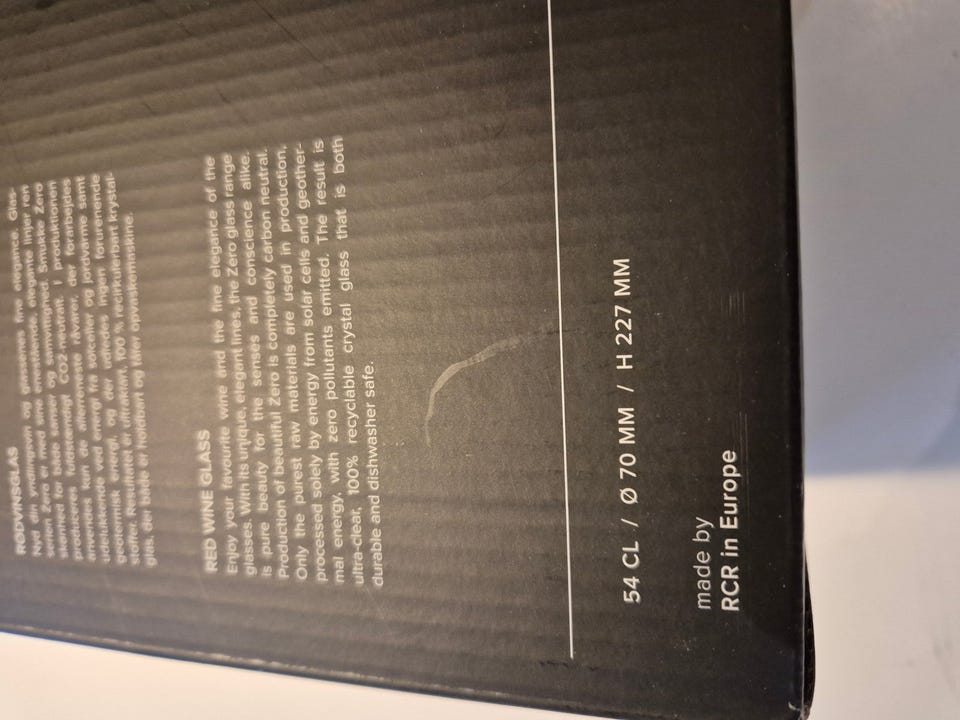 RØDVINSGLAS
Nyd din yndlingsvin og glassenes fine elegance. Glas-
serien Zero er med sine enestående, elegante linjer ren
skønhed for både sanser og samvittighed. Smukke Zero
produceres fuldstændigt CO2-neutralt. I produktionen
anvendes kun de allerreneste råvarer, der forarbejdes
udelukkende ved energi fra solceller og jordvarme samt
geotermisk energi, og der udledes ingen forurenende
stoffer. Resultatet er ultraklart, 100 % recirkulerbart krystal-
glas, der både er holdbart og tåler opvaskemaskine.
RED WINE GLASS
Enjoy your favourite wine and the fine elegance of the
glasses. With its unique, elegant lines, the Zero glass range
is pure beauty for the senses and conscience alike.
Production of beautiful Zero is completely carbon neutral.
Only the purest raw materials are used in production,
processed solely by energy from solar cells and geother-
mal energy, with zero pollutants emitted. The result is
ultra-clear, 100% recyclable crystal glass that is both
durable and dishwasher safe.
54 CL / Ø 70 MM / H 227 MM
made by
RCR in Europe